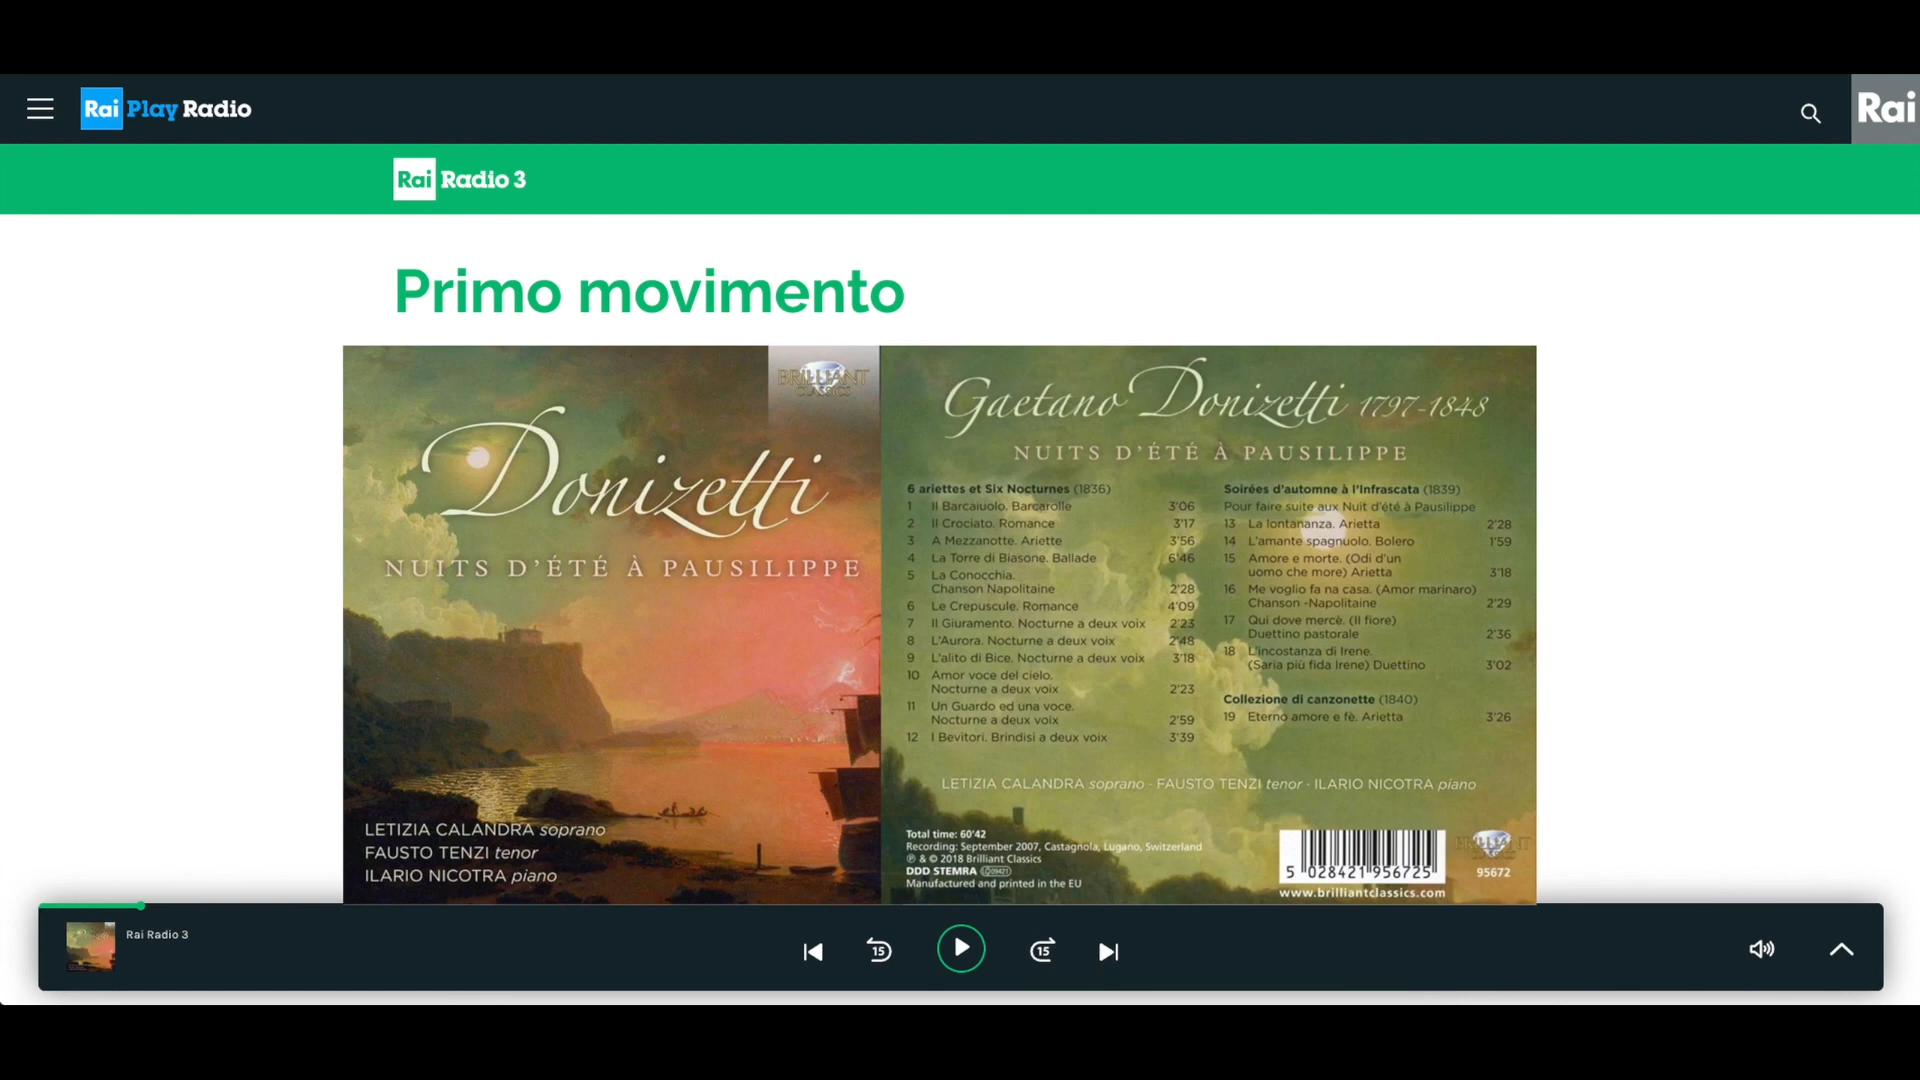 Rai Play Radio
Rai
Rai Radio 3
Primo movimento
BRILLIANT
CLASSICS
Donizetti
NUITS D'ÉTÉ À PAUSILIPPE
LETIZIA CALANDRA soprano
FAUSTO TENZI tenor
ILARIO NICOTRA piano
Gaetano Donizetti 1797-1848
NUITS D'ÉTÉ À PAUSILIPPE
6 ariettes et Six Nocturnes (1836)
1 Il Barcaiuolo. Barcarolle 3'06
2 Il Crociato. Romance 3'17
3 A Mezzanotte. Ariette 3'56
4 La Torre di Biasone. Ballade 6'46
5 La Conocchia.
Chanson Napolitaine 2'28
6 Le Crepuscule. Romance 4'09
7 Il Giuramento. Nocturne a deux voix 2'23
8 L'Aurora. Nocturne a deux voix 2'48
9 L'alito di Bice. Nocturne a deux voix 3'18
10 Amor voce del cielo.
Nocturne a deux voix 2'23
11 Un Guardo ed una voce.
Nocturne a deux voix 2'59
12 I Bevitori. Brindisi a deux voix 3'39
Soirées d'automne à l'Infrascata (1839)
Pour faire suite aux Nuit d'été à Pausilippe
13 La lontananza. Arietta 2'28
14 L'amante spagnuolo. Bolero 1'59
15 Amore e morte. (Odi d'un
uomo che more) Arietta 3'18
16 Me voglio fa na casa. (Amor marinaro)
Chanson -Napolitaine 2'29
17 Qui dove mercè. (Il fiore)
Duettino pastorale 2'36
18 L'incostanza di Irene.
(Saria più fida Irene) Duettino 3'02
Collezione di canzonette (1840)
19 Eterno amore e fè. Arietta 3'26
LETIZIA CALANDRA soprano · FAUSTO TENZI tenor · ILARIO NICOTRA piano
Total time: 60'42
Recording: September 2007, Castagnola, Lugano, Switzerland
℗ & © 2018 Brilliant Classics
DDD STEMRA
Manufactured and printed in the EU
5 028421 956725
www.brilliantclassics.com
BRILLIANT
95672
Rai Radio 3
15
15